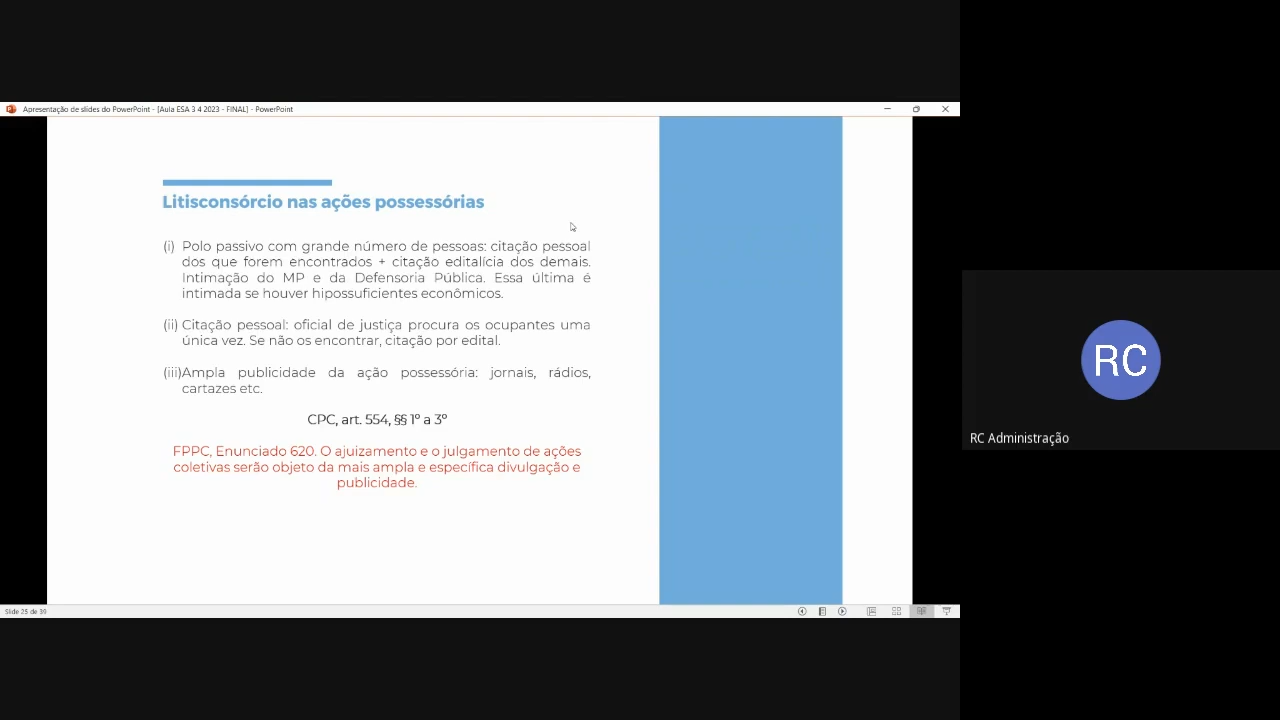 Apresentação de slides do PowerPoint - [Aula ESA 3 4 2023 - FINAL] - PowerPoint
Litisconsórcio nas ações possessórias
(i) Polo passivo com grande número de pessoas: citação pessoal
dos que forem encontrados + citação editalícia dos demais.
Intimação do MP e da Defensoria Pública. Essa última é
intimada se houver hipossuficientes econômicos.
(ii) Citação pessoal: oficial de justiça procura os ocupantes uma
única vez. Se não os encontrar, citação por edital.
(iii)Ampla publicidade da ação possessória: jornais, rádios,
cartazes etc.
CPC, art. 554, §§ 1º a 3º
FPPC, Enunciado 620. O ajuizamento e o julgamento de ações
coletivas serão objeto da mais ampla e específica divulgação e
publicidade.
RC
RC Administração
Slide 25 de 39